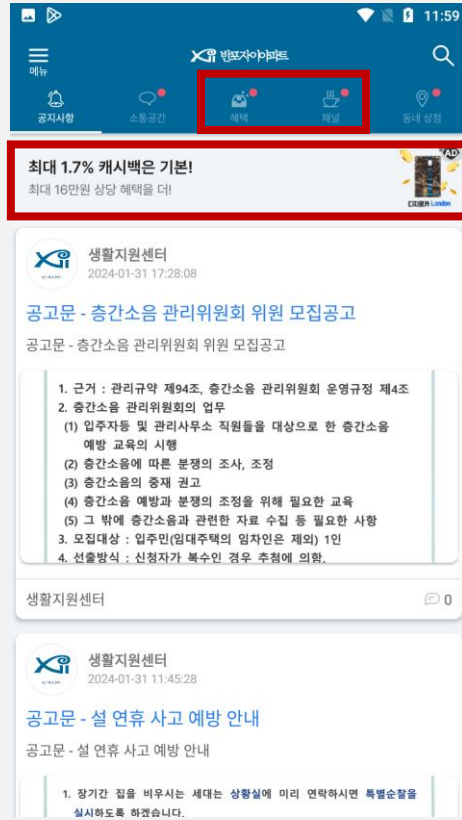 11:59
메뉴
Xi 반포자이아파트
공지사항
소통공간
혜택
채널
동네 상점
최대 1.7% 캐시백은 기본!
최대 16만원 상당 혜택을 더!
AD
London
Xi
생활지원센터
2024-01-31 17:28:08
공고문 - 층간소음 관리위원회 위원 모집공고
공고문 - 층간소음 관리위원회 위원 모집공고
1. 근거 : 관리규약 제94조, 층간소음 관리위원회 운영규정 제4조
2. 층간소음 관리위원회의 업무
(1) 입주자등 및 관리사무소 직원들을 대상으로 한 층간소음
예방 교육의 시행
(2) 층간소음에 따른 분쟁의 조사, 조정
(3) 층간소음의 중재 권고
(4) 층간소음 예방과 분쟁의 조정을 위해 필요한 교육
(5) 그 밖에 층간소음과 관련한 자료 수집 등 필요한 사항
3. 모집대상 : 입주민(임대주택의 임차인은 제외) 1인
4. 선출방식 : 신청자가 복수인 경우 추첨에 의함.
생활지원센터
0
Xi
생활지원센터
2024-01-31 11:45:28
공고문 - 설 연휴 사고 예방 안내
공고문 - 설 연휴 사고 예방 안내
1. 장기간 집을 비우시는 세대는 상황실에 미리 연락하시면 특별순찰을
실시하도록 하겠습니다.